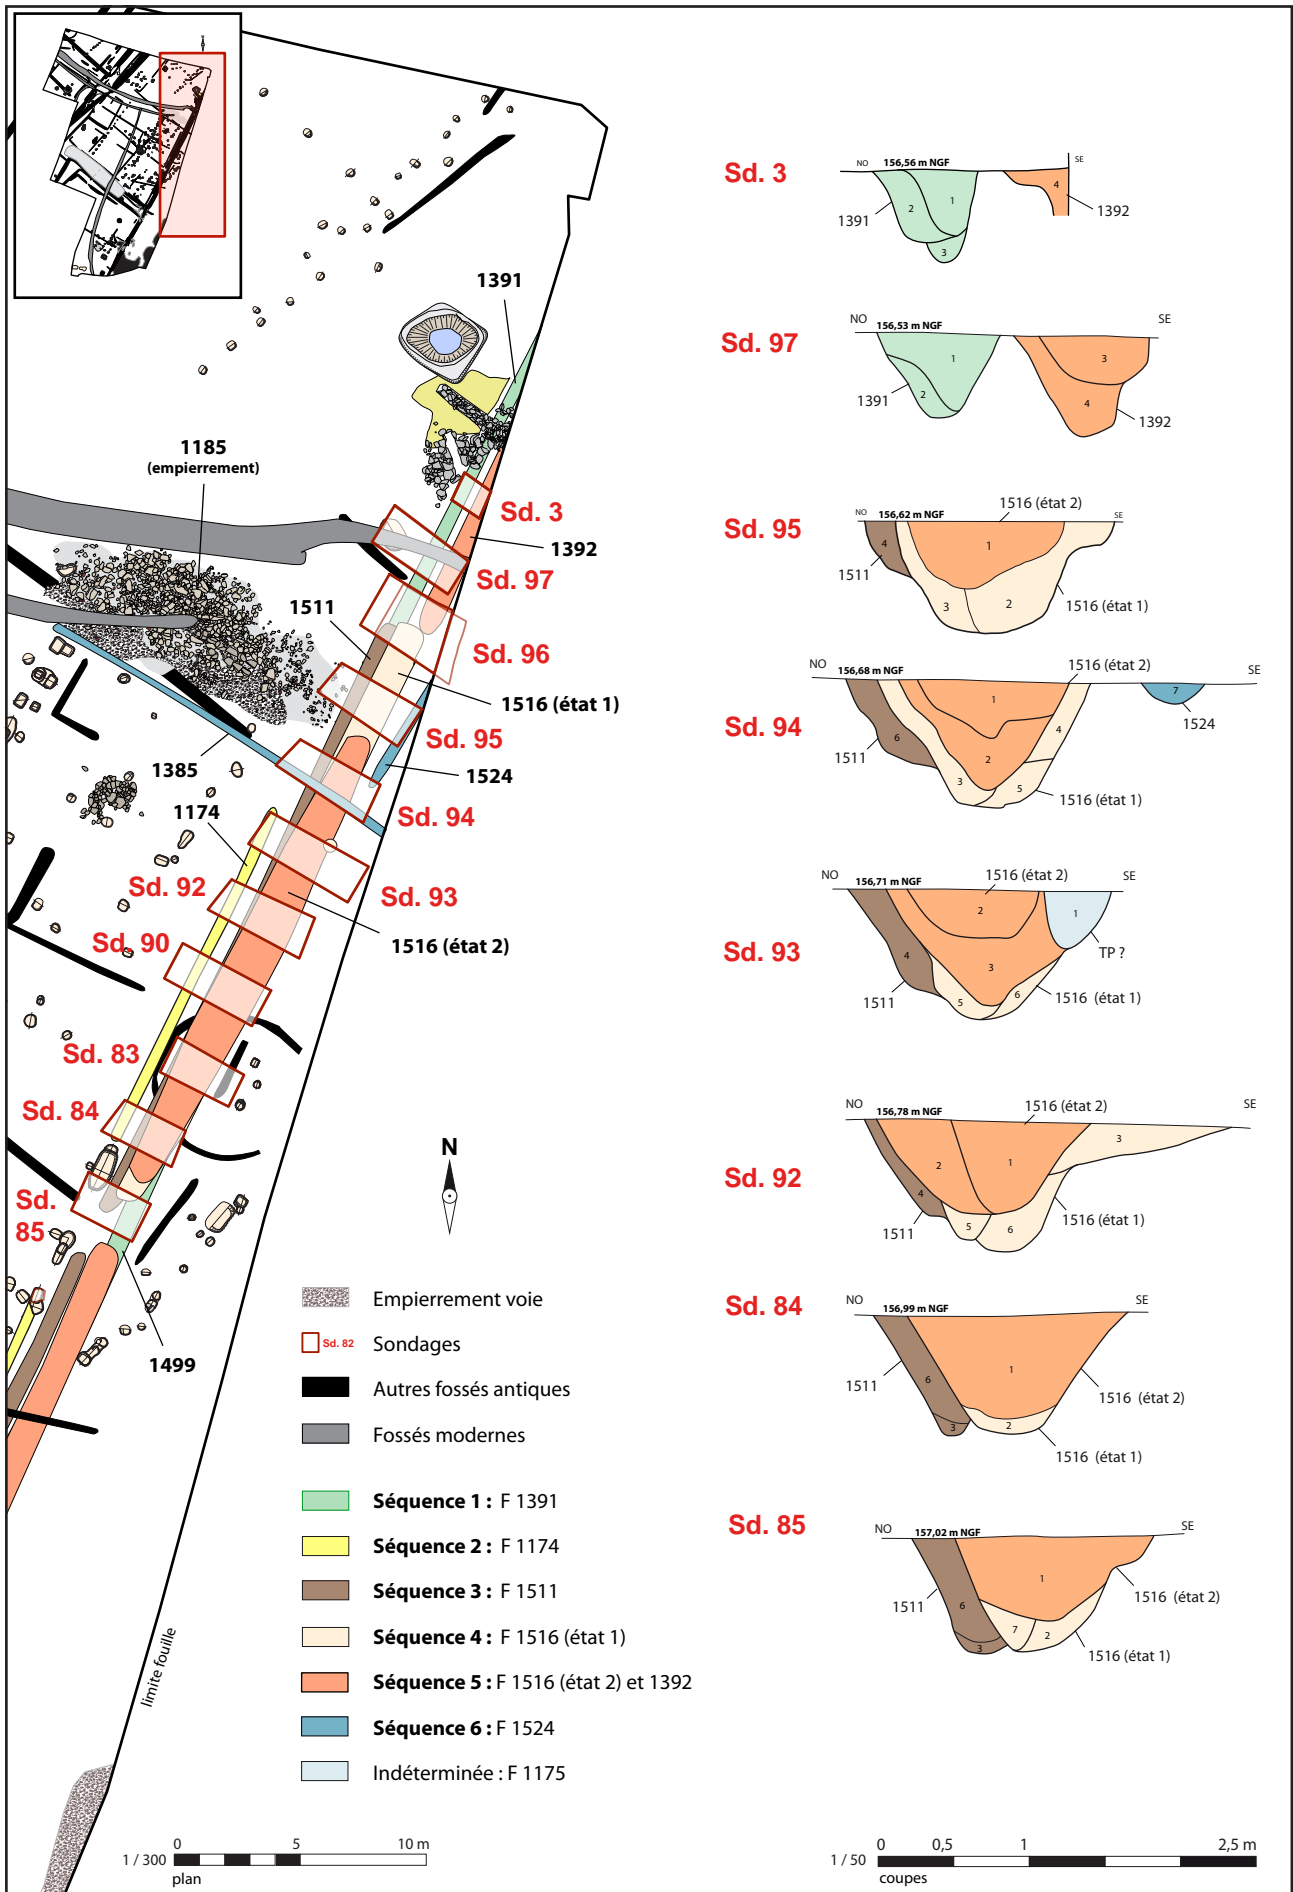 1391
1185
(empierrement)
Sd. 3
1392
Sd. 97
1511
Sd. 96
1516 (état 1)
Sd. 95
1385
1524
1174
Sd. 94
Sd. 92
Sd. 93
Sd. 90
1516 (état 2)
Sd. 83
Sd. 84
Sd.
85
1499
N
limite fouille
Empierrement voie
Sd. 82 Sondages
Autres fossés antiques
Fossés modernes
Séquence 1 : F 1391
Séquence 2 : F 1174
Séquence 3 : F 1511
Séquence 4 : F 1516 (état 1)
Séquence 5 : F 1516 (état 2) et 1392
Séquence 6 : F 1524
Indéterminée : F 1175
0 5 10 m
1 / 300
plan
Sd. 3
NO 156,56 m NGF SE
1 2 3 4
1391 1392
Sd. 97
NO 156,53 m NGF SE
1 2 3 4
1391 1392
Sd. 95
1516 (état 2)
NO 156,62 m NGF SE
4 1 3 2
1511 1516 (état 1)
Sd. 94
1516 (état 2)
NO 156,68 m NGF SE
1 7 6 4 2 3 5
1511 1524
1516 (état 1)
Sd. 93
1516 (état 2)
NO 156,71 m NGF SE
2 1 4 3 5 6
TP ?
1511 1516 (état 1)
Sd. 92
1516 (état 2)
NO 156,78 m NGF SE
3 2 1 4 5 6
1511 1516 (état 1)
Sd. 84
NO 156,99 m NGF SE
1 6 3 2
1511 1516 (état 2)
1516 (état 1)
Sd. 85
NO 157,02 m NGF SE
1 6 7 2 3
1511 1516 (état 2)
1516 (état 1)
0 0,5 1 2,5 m
1 / 50
coupes